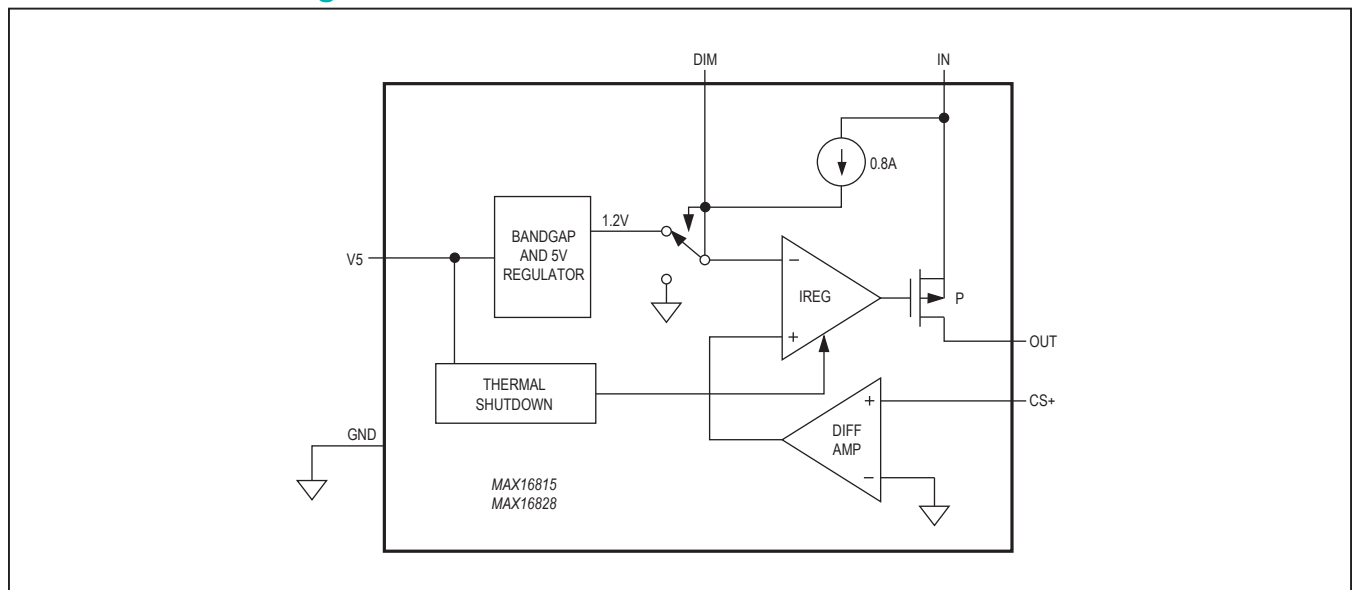 DIM
IN
0.8A
1.2V
BANDGAP
AND 5V
REGULATOR
V5
−
IREG
+
P
OUT
THERMAL
SHUTDOWN
+
CS+
DIFF
AMP
−
GND
MAX16815
MAX16828